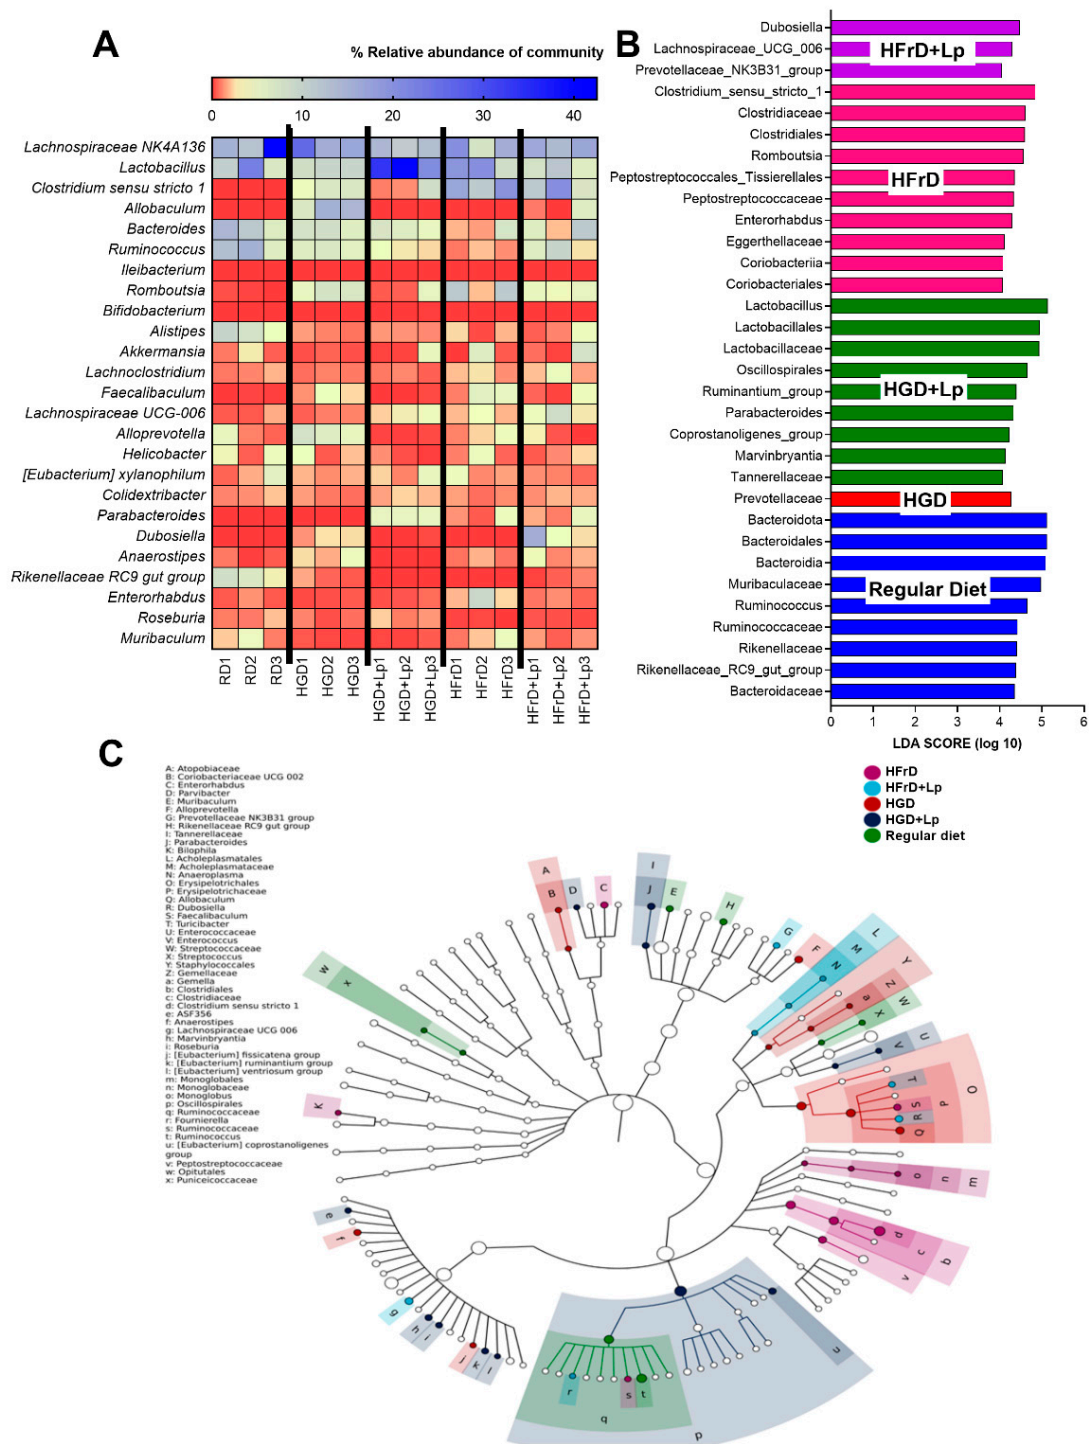 A
% Relative abundance of community
0 10 20 30 40
Lachnospiraceae NK4A136
Lactobacillus
Clostridium sensu stricto 1
Allobaculum
Bacteroides
Ruminococcus
Ileibacterium
Romboutsia
Bifidobacterium
Alistipes
Akkermansia
Lachnoclostridium
Faecalibaculum
Lachnospiraceae UCG-006
Alloprevotella
Helicobacter
[Eubacterium] xylanophilum
Colidextribacter
Parabacteroides
Dubosiella
Anaerostipes
Rikenellaceae RC9 gut group
Enterorhabdus
Roseburia
Muribaculum
RD1 RD2 RD3 HGD1 HGD2 HGD3 HGD+Lp1 HGD+Lp2 HGD+Lp3 HFrD1 HFrD2 HFrD3 HFrD+Lp1 HFrD+Lp2 HFrD+Lp3
B
Dubosiella
Lachnospiraceae_UCG_006
HFrD+Lp
Prevotellaceae_NK3B31_group
Clostridium_sensu_stricto_1
Clostridiaceae
Clostridiales
Romboutsia
Peptostreptococcales_Tissierellales
HFrD
Peptostreptococcaceae
Enterorhabdus
Eggerthellaceae
Coriobacteriia
Coriobacteriales
Lactobacillus
Lactobacillales
Lactobacillaceae
Oscillospirales
Ruminantium_group
HGD+Lp
Parabacteroides
Coprostanoligenes_group
Marvinbryantia
Tannerellaceae
Prevotellaceae
HGD
Bacteroidota
Bacteroidales
Bacteroidia
Muribaculaceae
Regular Diet
Ruminococcus
Ruminococcaceae
Rikenellaceae
Rikenellaceae_RC9_gut_group
Bacteroidaceae
0 1 2 3 4 5 6
LDA SCORE (log 10)
C
A: Atopobiaceae
B: Coriobacteriaceae UCG 002
C: Enterorhabdus
D: Parvibacter
E: Muribaculum
F: Alloprevotella
G: Prevotellaceae NK3B31 group
H: Rikenellaceae RC9 gut group
I: Tannerellaceae
J: Parabacteroides
K: Bilophila
L: Acholeplasmatales
M: Acholeplasmataceae
N: Anaeroplasma
O: Erysipelotrichales
P: Erysipelotrichaceae
Q: Allobaculum
R: Dubosiella
S: Faecalibaculum
T: Turicibacter
U: Enterococcaceae
V: Enterococcus
W: Streptococcaceae
X: Streptococcus
Y: Staphylococcales
Z: Gemellaceae
a: Gemella
b: Clostridiales
c: Clostridiaceae
d: Clostridium sensu stricto 1
e: ASF356
f: Anaerostipes
g: Lachnospiraceae UCG 006
h: Marvinbryantia
i: Roseburia
j: [Eubacterium] fissicatena group
k: [Eubacterium] ruminantium group
l: [Eubacterium] ventriosum group
m: Monoglobales
n: Monoglobaceae
o: Monoglobus
p: Oscillospirales
q: Ruminococcaceae
r: Fournierella
s: Ruminococcaceae
t: Ruminococcus
u: [Eubacterium] coprostanoligenes
group
v: Peptostreptococcaceae
w: Opitutales
x: Puniceicoccaceae
HFrD
HFrD+Lp
HGD
HGD+Lp
Regular diet
A
B
D
C
I
J
E
H
G
F
N
M
L
Y
Z
a
W
X
V
U
T
S
R
Q
P
O
w
x
K
o
n
m
d
c
b
v
e
f
g
h
i
j
k
l
r
s
t
q
u
p